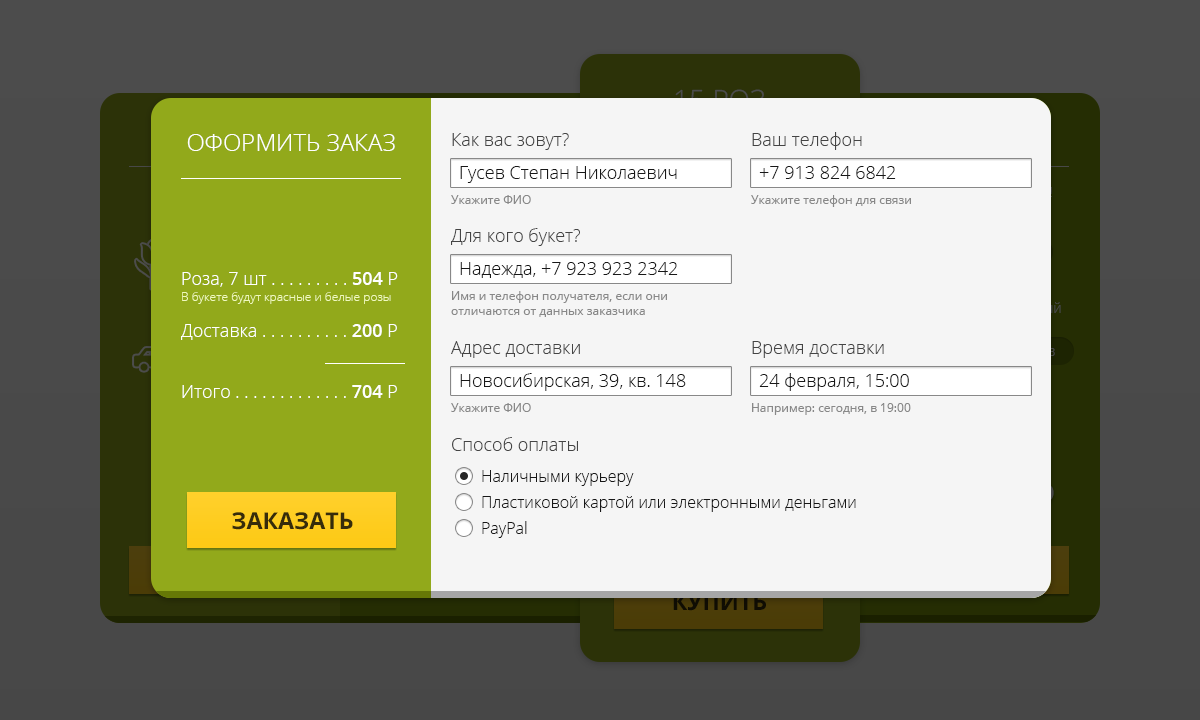 15 РОЗ
ОФОРМИТЬ ЗАКАЗ
Роза, 7 шт . . . . . . . . . 504 Р
В букете будут красные и белые розы
Доставка . . . . . . . . . . 200 Р
Итого . . . . . . . . . . . . . 704 Р
ЗАКАЗАТЬ
Как вас зовут?
Гусев Степан Николаевич
Укажите ФИО
Ваш телефон
+7 913 824 6842
Укажите телефон для связи
Для кого букет?
Надежда, +7 923 923 2342
Имя и телефон получателя, если они
отличаются от данных заказчика
Адрес доставки
Новосибирская, 39, кв. 148
Укажите ФИО
Время доставки
24 февраля, 15:00
Например: сегодня, в 19:00
Способ оплаты
Наличными курьеру
Пластиковой картой или электронными деньгами
PayPal
КУПИТЬ